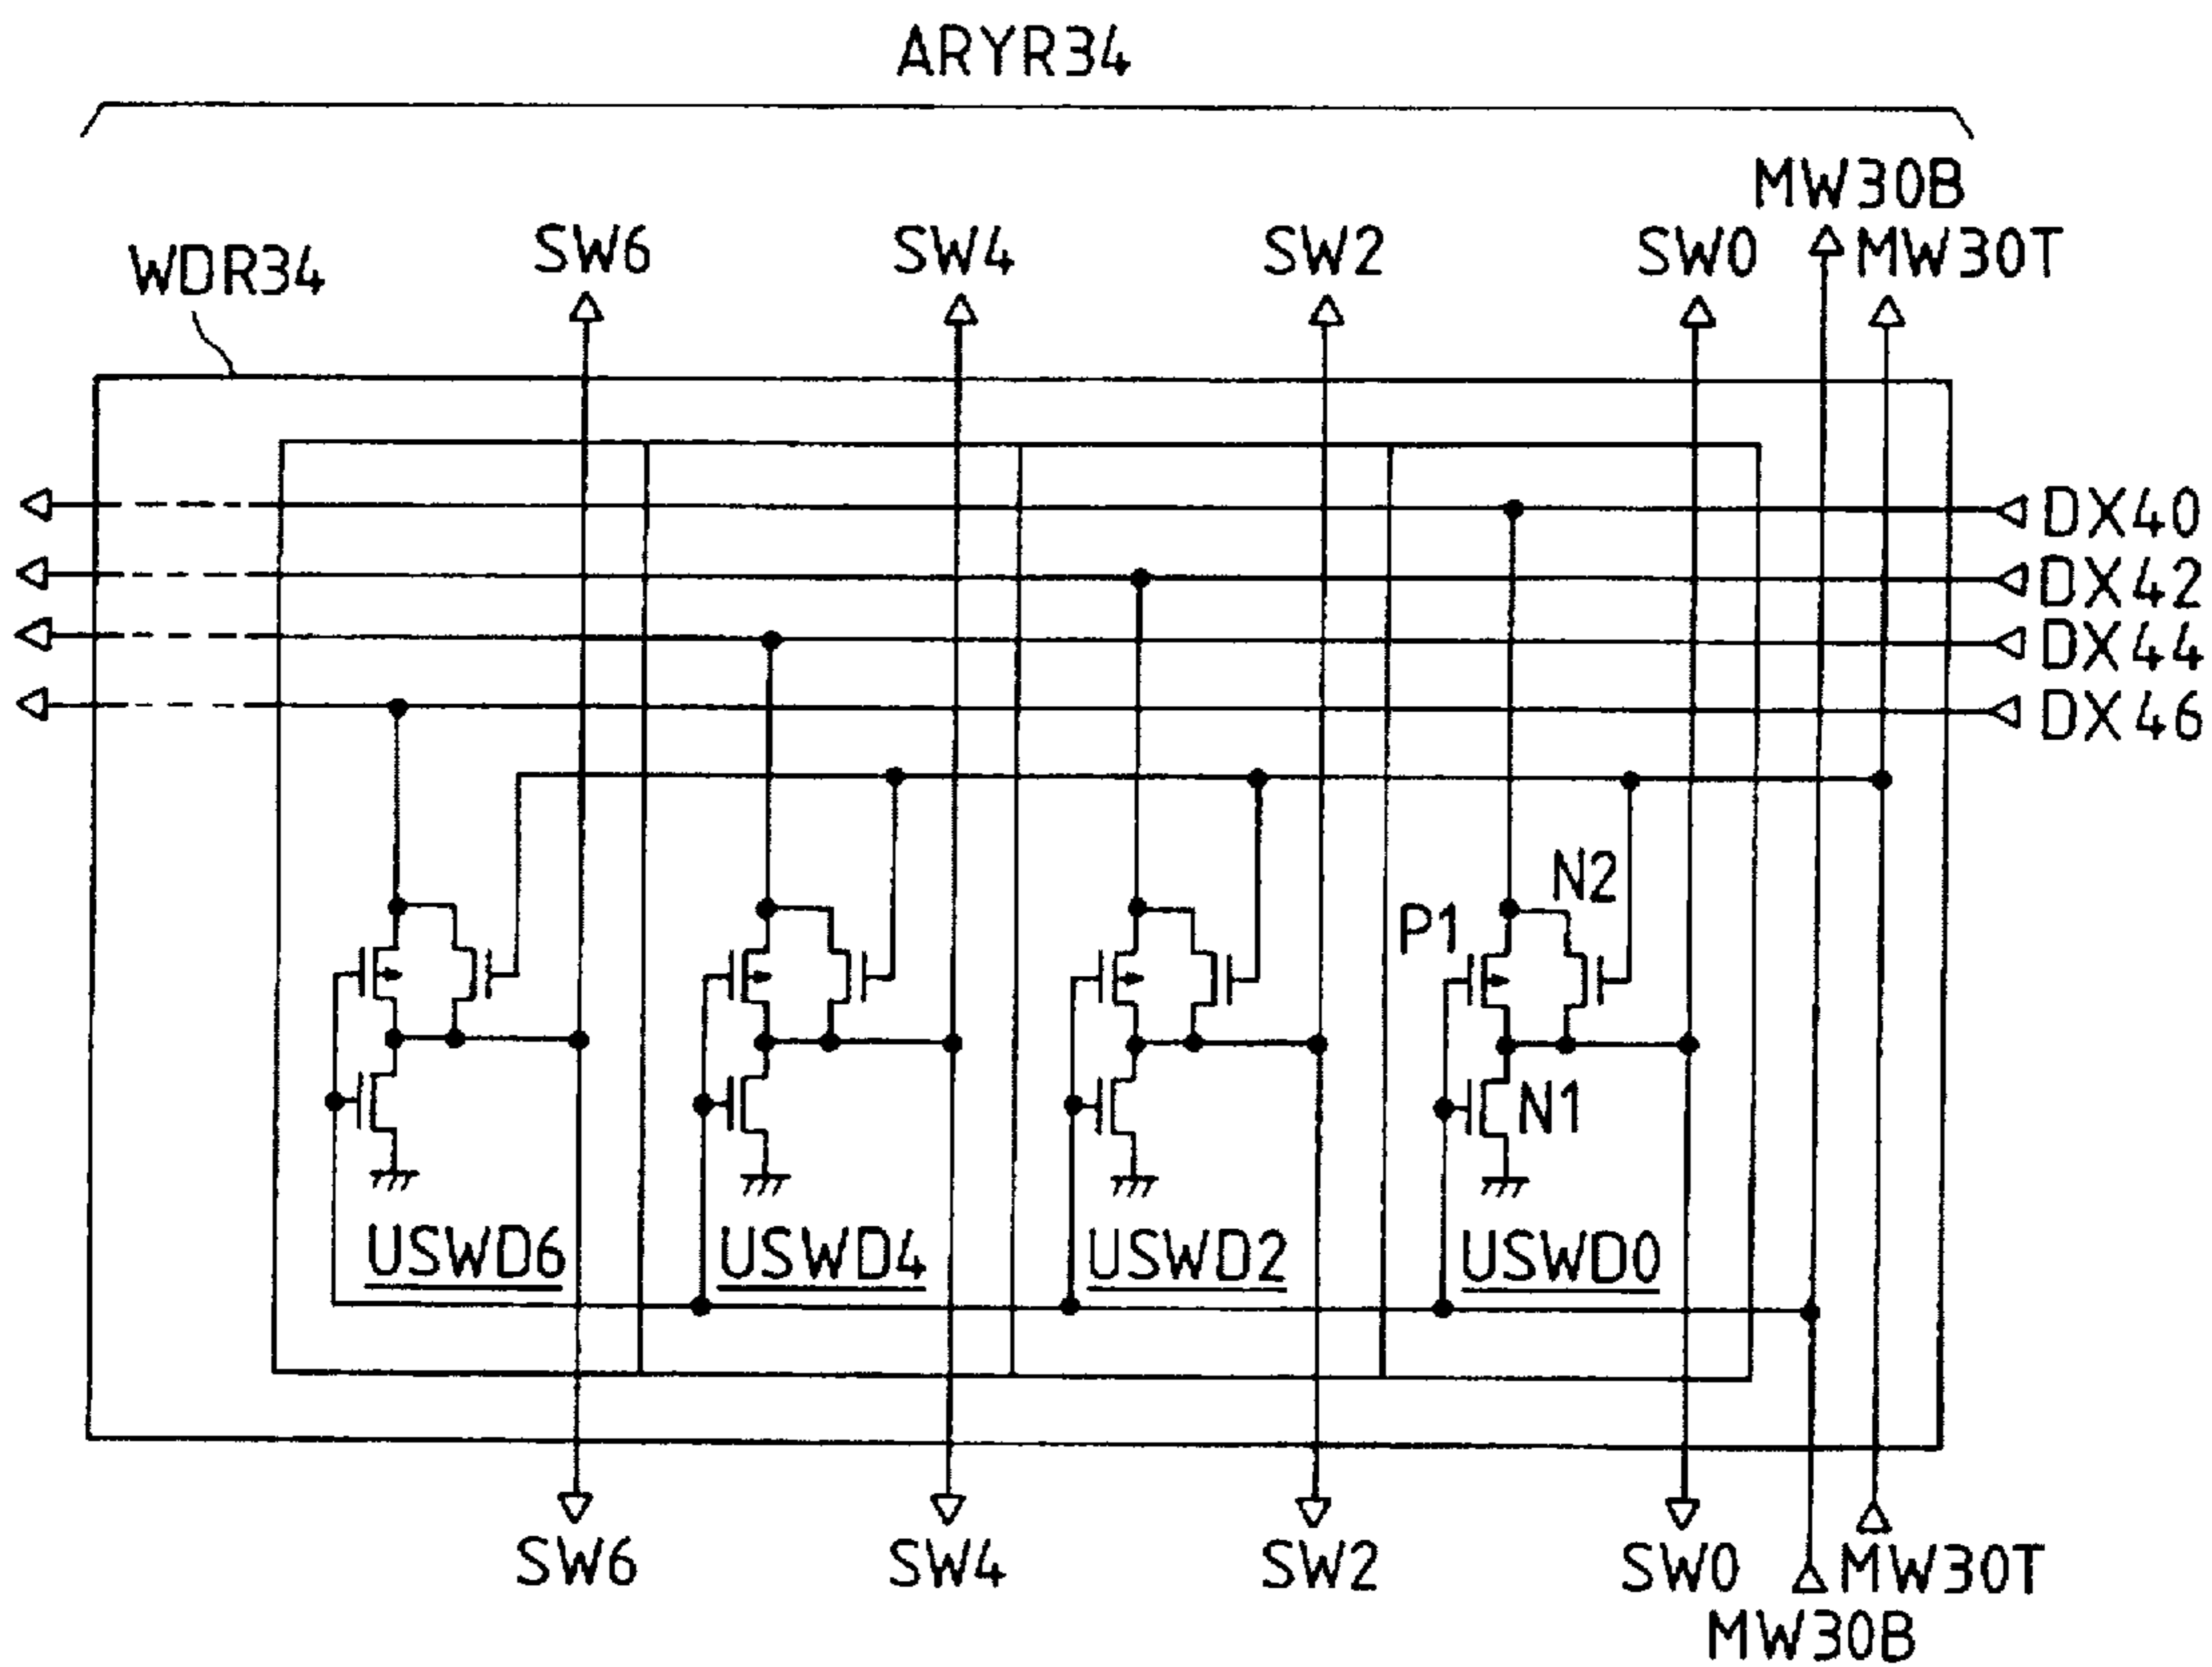 ARYR34
MW30B
WDR34
SW6
SW4
SW2
SW0
MW30T
DX40
DX42
DX44
DX46
N2
P1
N1
USWD6
USWD4
USWD2
USWD0
SW6
SW4
SW2
SW0
MW30T
MW30B